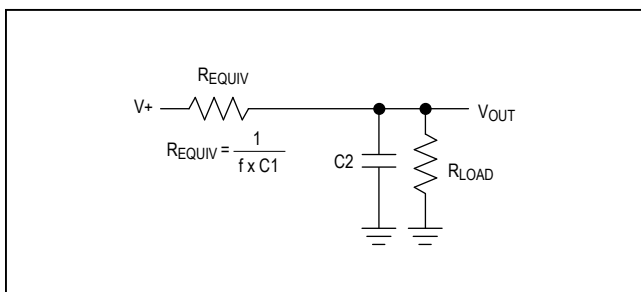 REQUIV
V+
VOUT
REQUIV = 1
f x C1
C2
RLOAD